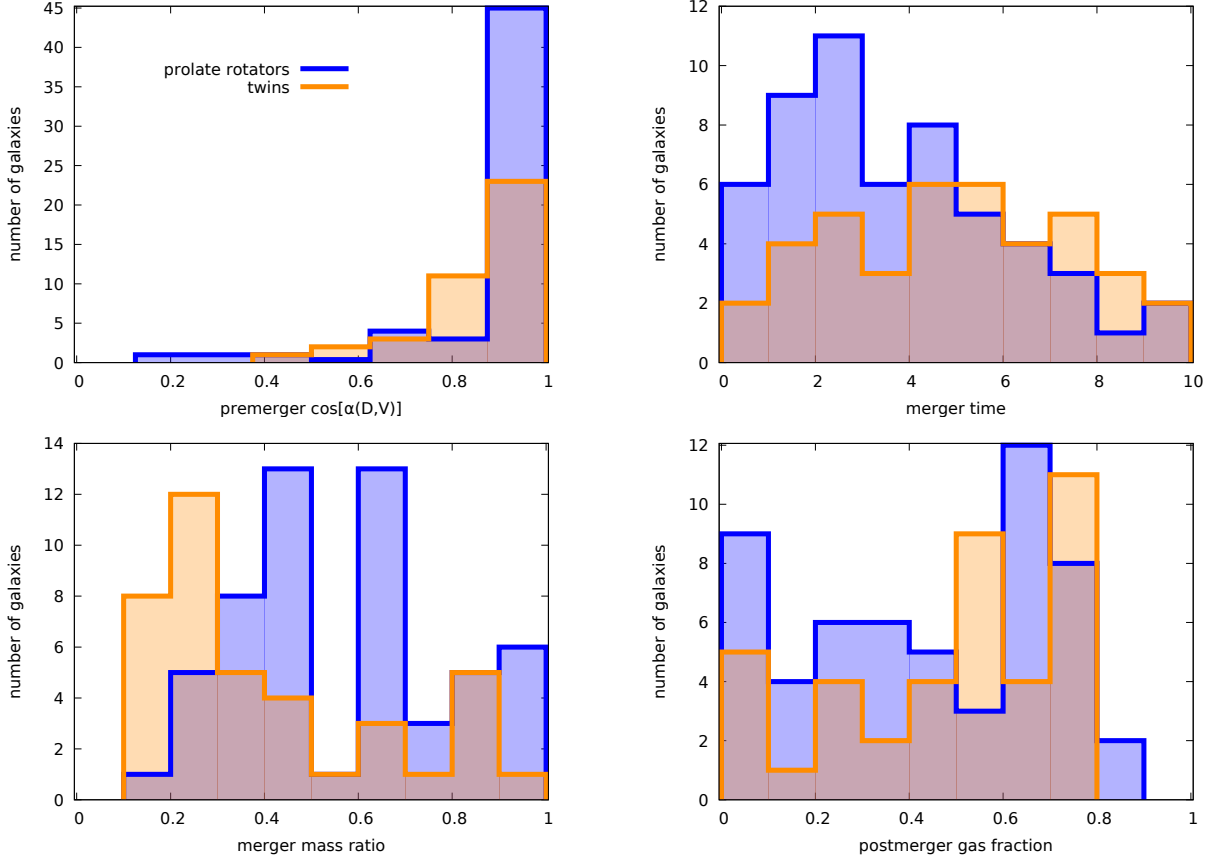 45
40
35
30
25
20
15
10
5
0
number of galaxies
prolate rotators
twins
0 0.2 0.4 0.6 0.8 1
premerger cos[α(D,V)]
12
10
8
6
4
2
0
number of galaxies
0 2 4 6 8 10
merger time
14
12
10
8
6
4
2
0
number of galaxies
0 0.2 0.4 0.6 0.8 1
merger mass ratio
12
10
8
6
4
2
0
number of galaxies
0 0.2 0.4 0.6 0.8 1
postmerger gas fraction